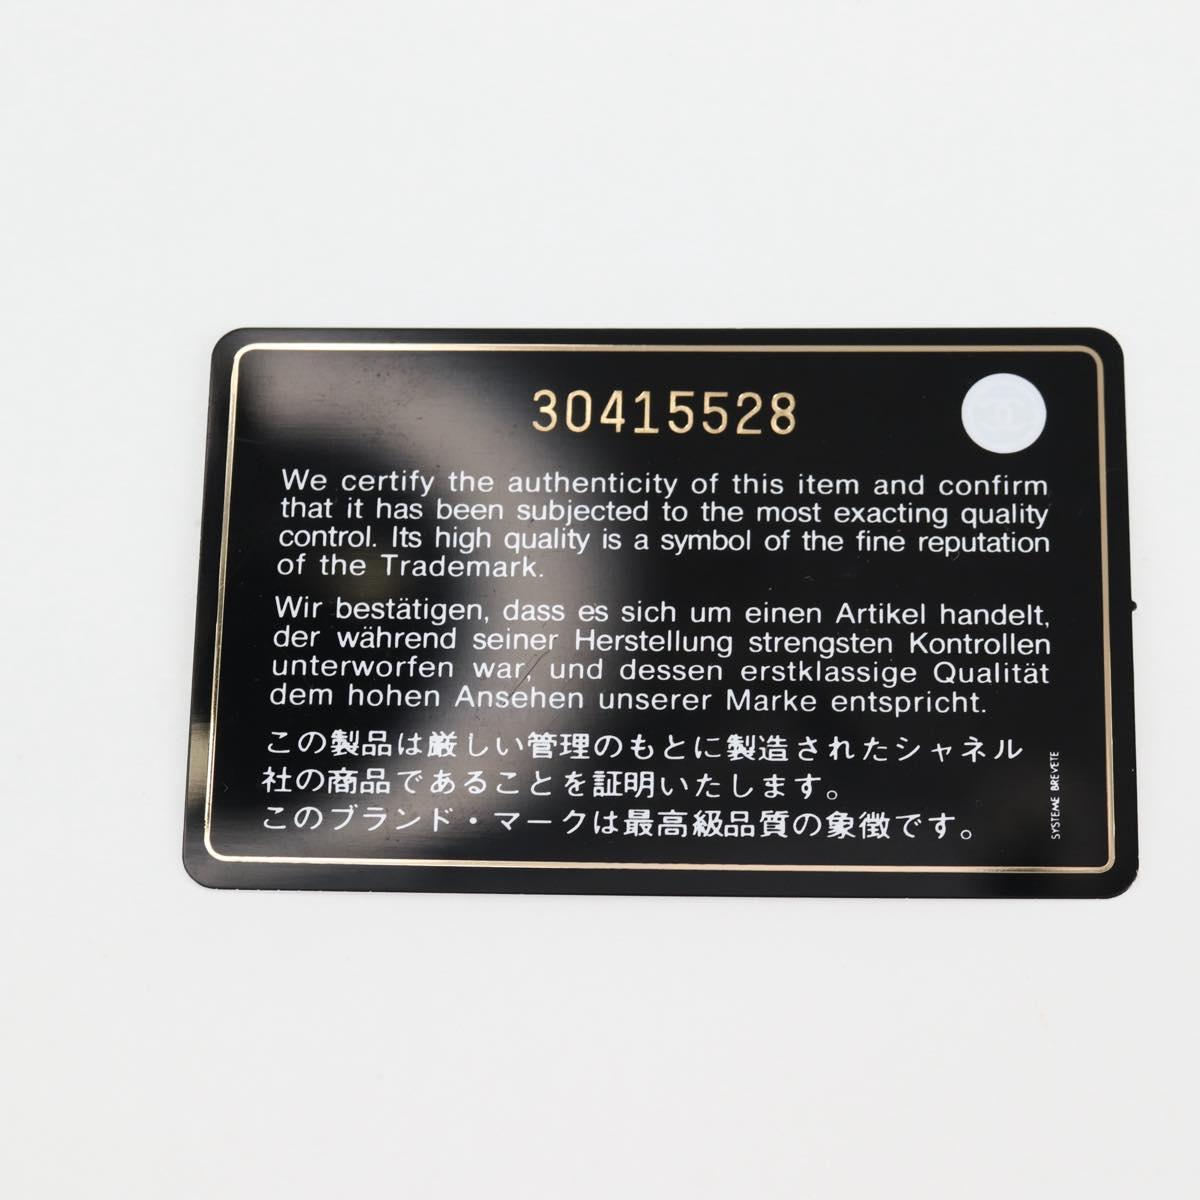 30415528
We certify the authenticity of this item and confirm
that it has been subjected to the most exacting quality
control. Its high quality is a symbol of the fine reputation
of the Trademark.
Wir bestätigen, dass es sich um einen Artikel handelt,
der während seiner Herstellung strengsten Kontrollen
unterworfen war, und dessen erstklassige Qualität
dem hohen Ansehen unserer Marke entspricht.
この製品は厳しい管理のもとに製造されたシャネル
社の商品であることを証明いたします。
このブランド・マークは最高級品質の象徴です。
SYSTEME BREVETE